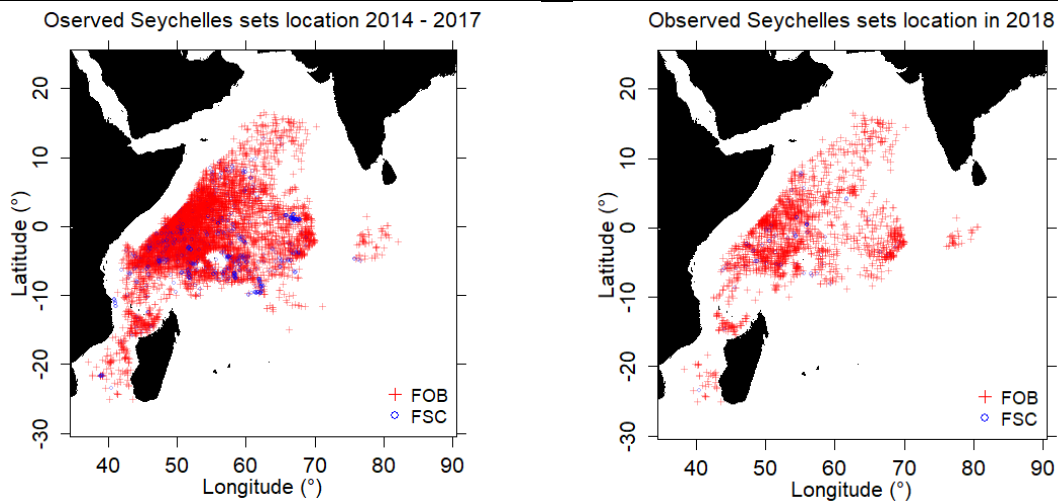 Oserved Seychelles sets location 2014 - 2017
20
10
0
-10
-20
-30
Latitude (°)
40 50 60 70 80 90
Longitude (°)
FOB
FSC
Observed Seychelles sets location in 2018
20
10
0
-10
-20
-30
Latitude (°)
40 50 60 70 80 90
Longitude (°)
FOB
FSC